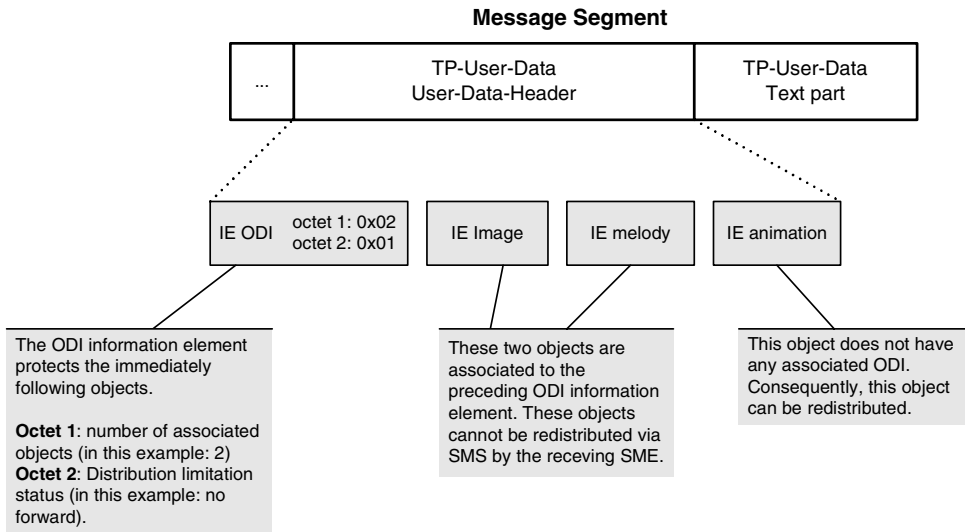 Message Segment
...
TP-User-Data
User-Data-Header
TP-User-Data
Text part
IE ODI
octet 1: 0x02
octet 2: 0x01
IE Image
IE melody
IE animation
The ODI information element
protects the immediately
following objects.
Octet 1: number of associated
objects (in this example: 2)
Octet 2: Distribution limitation
status (in this example: no
forward).
These two objects are
associated to the
preceding ODI information
element. These objects
cannot be redistributed via
SMS by the receving SME.
This object does not have
any associated ODI.
Consequently, this object
can be redistributed.